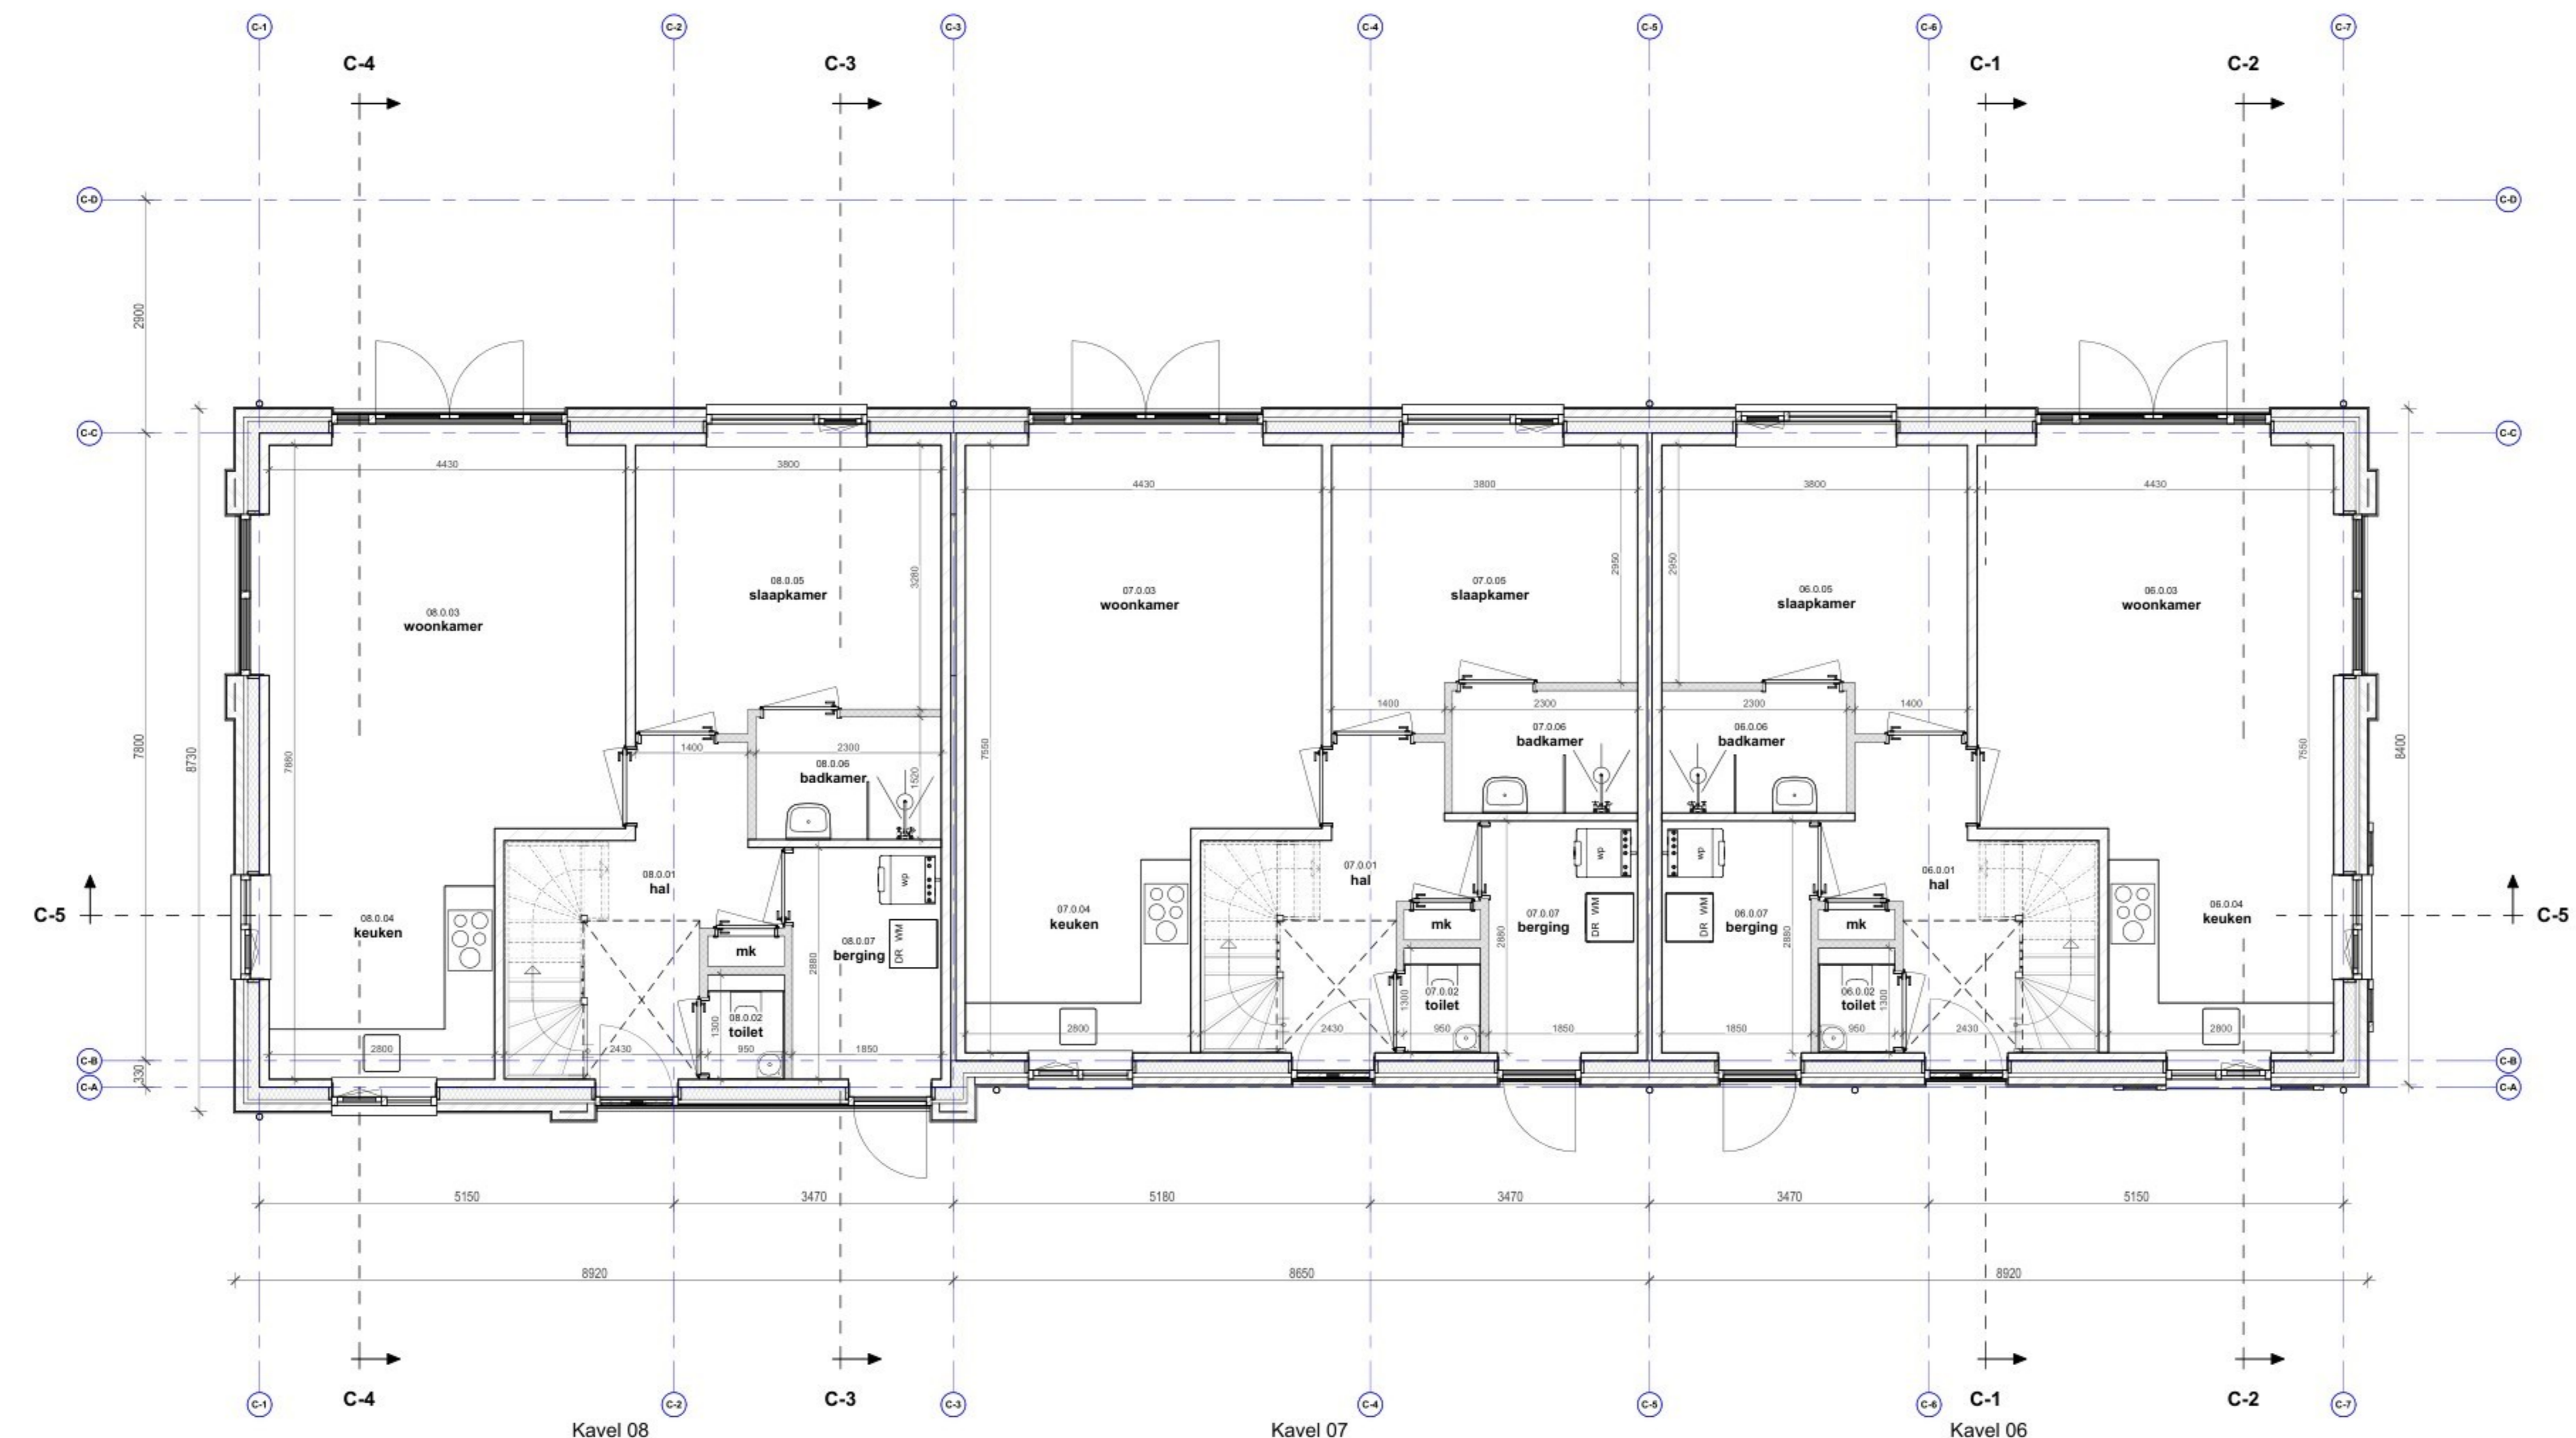 C-1 C-2 C-3 C-4 C-5 C-6 C-7
C-4 C-3 C-1 C-2
C-D C-D
2900
C-C C-C
4430 3800 4430 3800 3800 4430
3280 2950 2950
08.0.03
woonkamer
08.0.05
slaapkamer
07.0.03
woonkamer
07.0.05
slaapkamer
06.0.05
slaapkamer
06.0.03
woonkamer
7800 8730 7880 7550 7550 8400
1400 2300 1400 2300 2300 1400
08.0.06
badkamer
1520
07.0.06
badkamer
06.0.06
badkamer
08.0.01
hal
wp
07.0.01
hal
wp
wp
06.0.01
hal
C-5 C-5
08.0.04
keuken
mk
08.0.07
berging
DR WM
2880
07.0.04
keuken
mk
07.0.07
berging
DR WM
2880
DR WM
06.0.07
berging
2880
mk
06.0.04
keuken
08.0.02
toilet
1300
07.0.02
toilet
1300
06.0.02
toilet
1300
2800 2430 950 1850
2800 2430 950 1850
1850 950 2430 2800
C-B C-B
330
C-A C-A
5150 3470 5180 3470 3470 5150
8920 8650 8920
C-4 C-3 C-1 C-2
C-1 C-2 C-3 C-4 C-5 C-6 C-7
Kavel 08 Kavel 07 Kavel 06